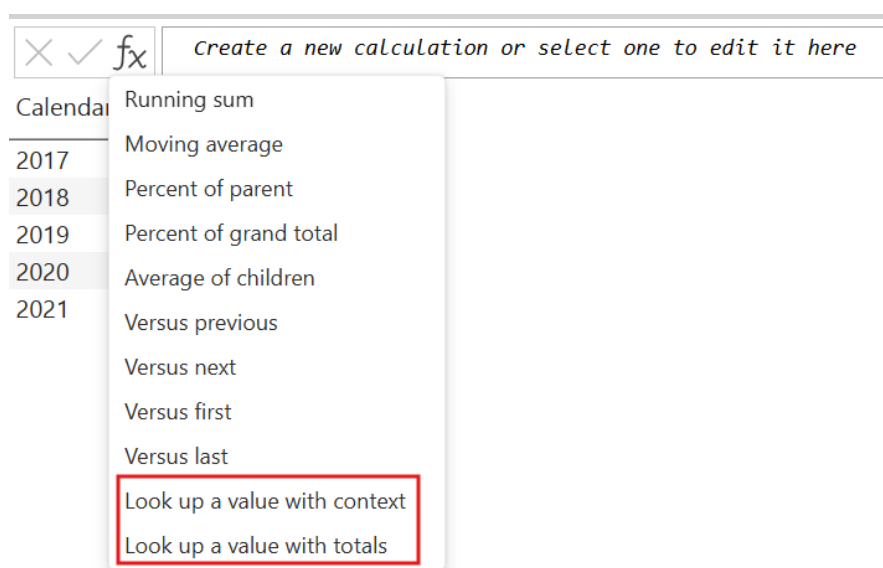 fx Create a new calculation or select one to edit it here
Calendar
Running sum
Moving average
2017
Percent of parent
2018
Percent of grand total
2019
Average of children
2020
Versus previous
2021
Versus next
Versus first
Versus last
Look up a value with context
Look up a value with totals